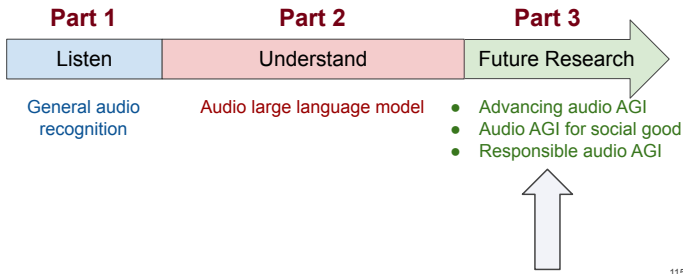 Part 1
Part 2
Part 3
Listen
Understand
Future Research
General audio
recognition
Audio large language model
● Advancing audio AGI
● Audio AGI for social good
● Responsible audio AGI
115